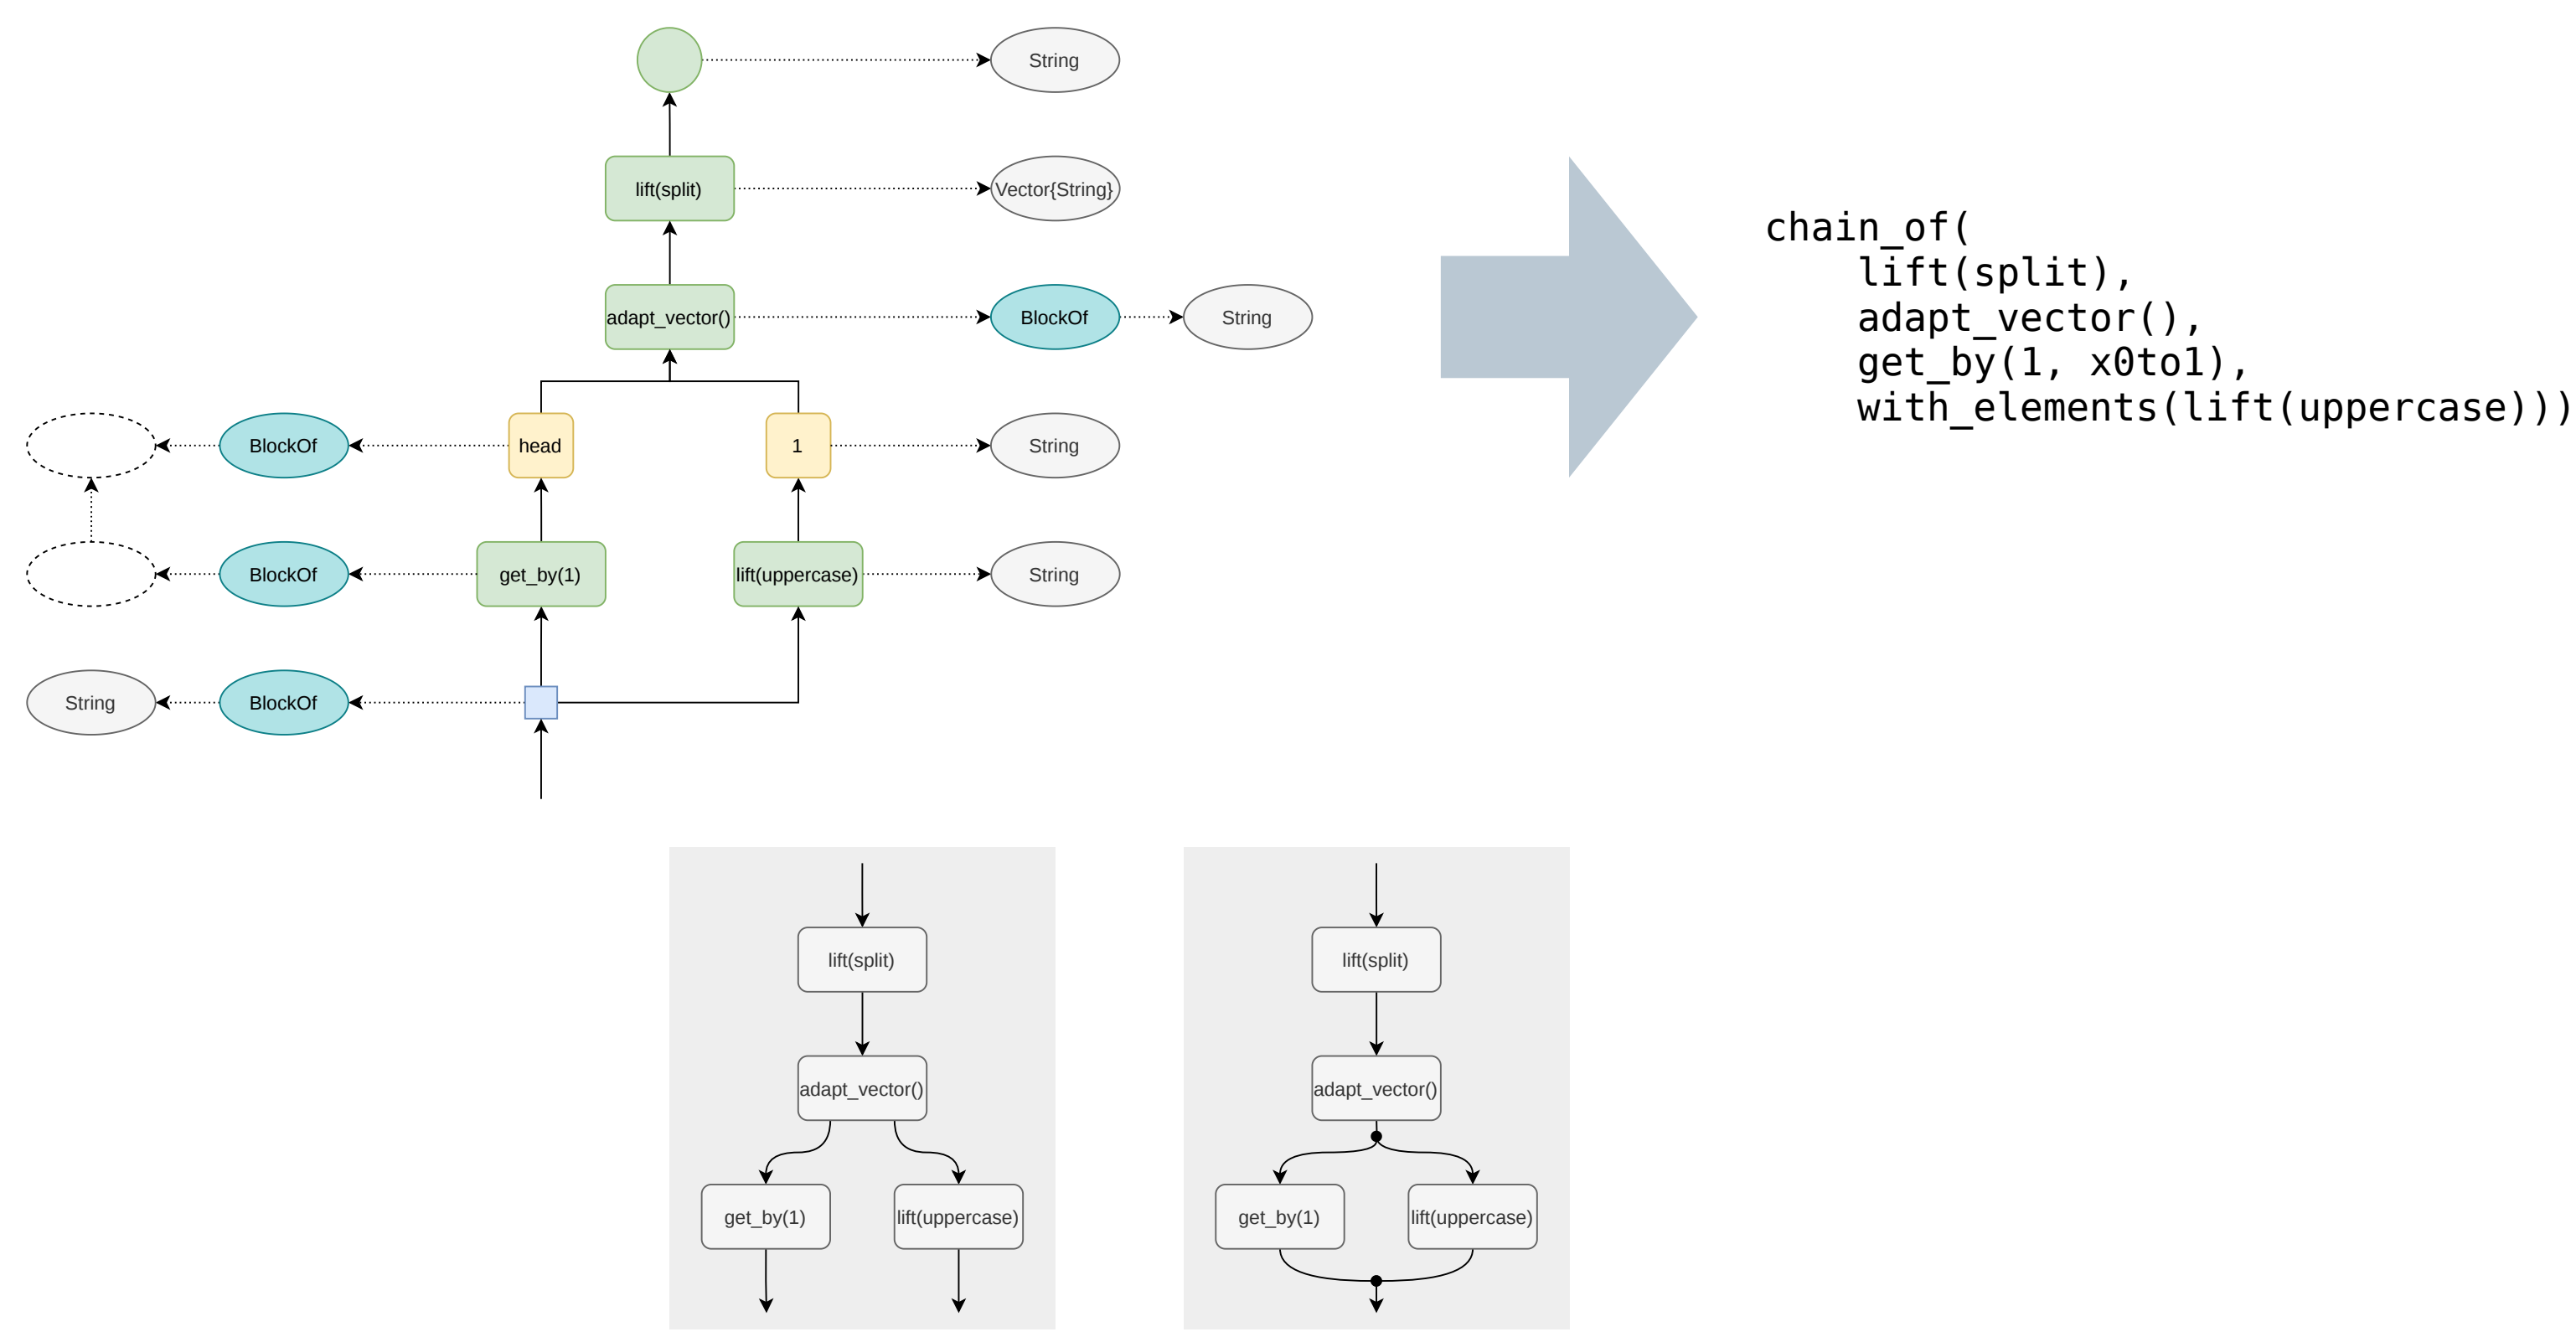 String
lift(split)
Vector{String}
adapt_vector()
BlockOf
String
BlockOf
head
1
String
BlockOf
get_by(1)
lift(uppercase)
String
String
BlockOf
chain_of(
    lift(split),
    adapt_vector(),
    get_by(1, x0to1),
    with_elements(lift(uppercase)))
lift(split)
adapt_vector()
get_by(1)
lift(uppercase)
lift(split)
adapt_vector()
get_by(1)
lift(uppercase)